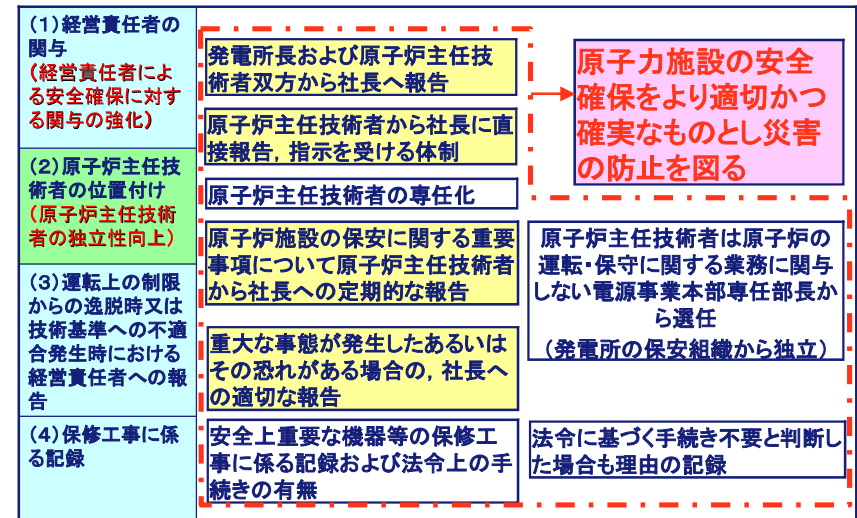 (1)経営責任者の
関与
(経営責任者によ
る安全確保に対す
る関与の強化)
発電所長および原子炉主任技
術者双方から社長へ報告
原子力施設の安全
確保をより適切かつ
確実なものとし災害
の防止を図る
原子炉主任技術者から社長に直
接報告，指示を受ける体制
(2)原子炉主任技
術者の位置付け
(原子炉主任技術
者の独立性向上)
原子炉主任技術者の専任化
原子炉施設の保安に関する重要
事項について原子炉主任技術者
から社長への定期的な報告
原子炉主任技術者は原子炉の
運転・保守に関する業務に関与
しない電源事業本部専任部長か
ら選任
(発電所の保安組織から独立)
(3)運転上の制限
からの逸脱時又は
技術基準への不適
合発生時における
経営責任者への報
告
重大な事態が発生したあるいは
その恐れがある場合の，社長へ
の適切な報告
(4)保修工事に係
る記録
安全上重要な機器等の保修工
事に係る記録および法令上の手
続きの有無
法令に基づく手続き不要と判断し
た場合も理由の記録